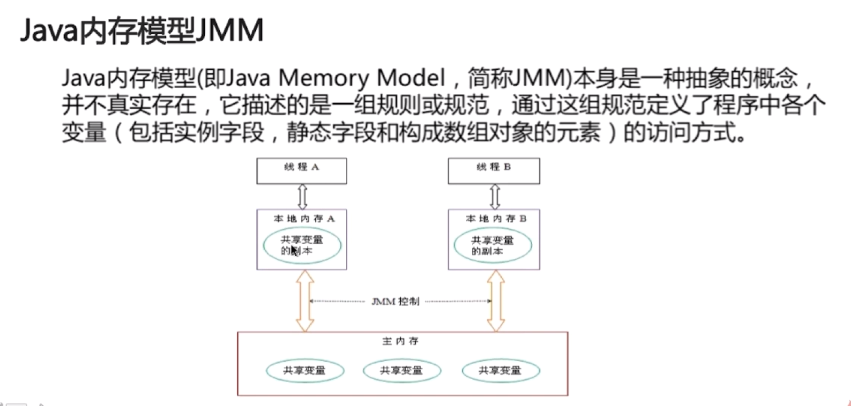 Java内存模型JMM
Java内存模型(即Java Memory Model，简称JMM)本身是一种抽象的概念，
并不真实存在，它描述的是一组规则或规范，通过这组规范定义了程序中各个
变量（包括实例字段，静态字段和构成数组对象的元素）的访问方式。
线程 A
线程 B
本地内存 A
本地内存 B
共享变量
的副本
共享变量
的副本
JMM 控制
主内存
共享变量
共享变量
共享变量